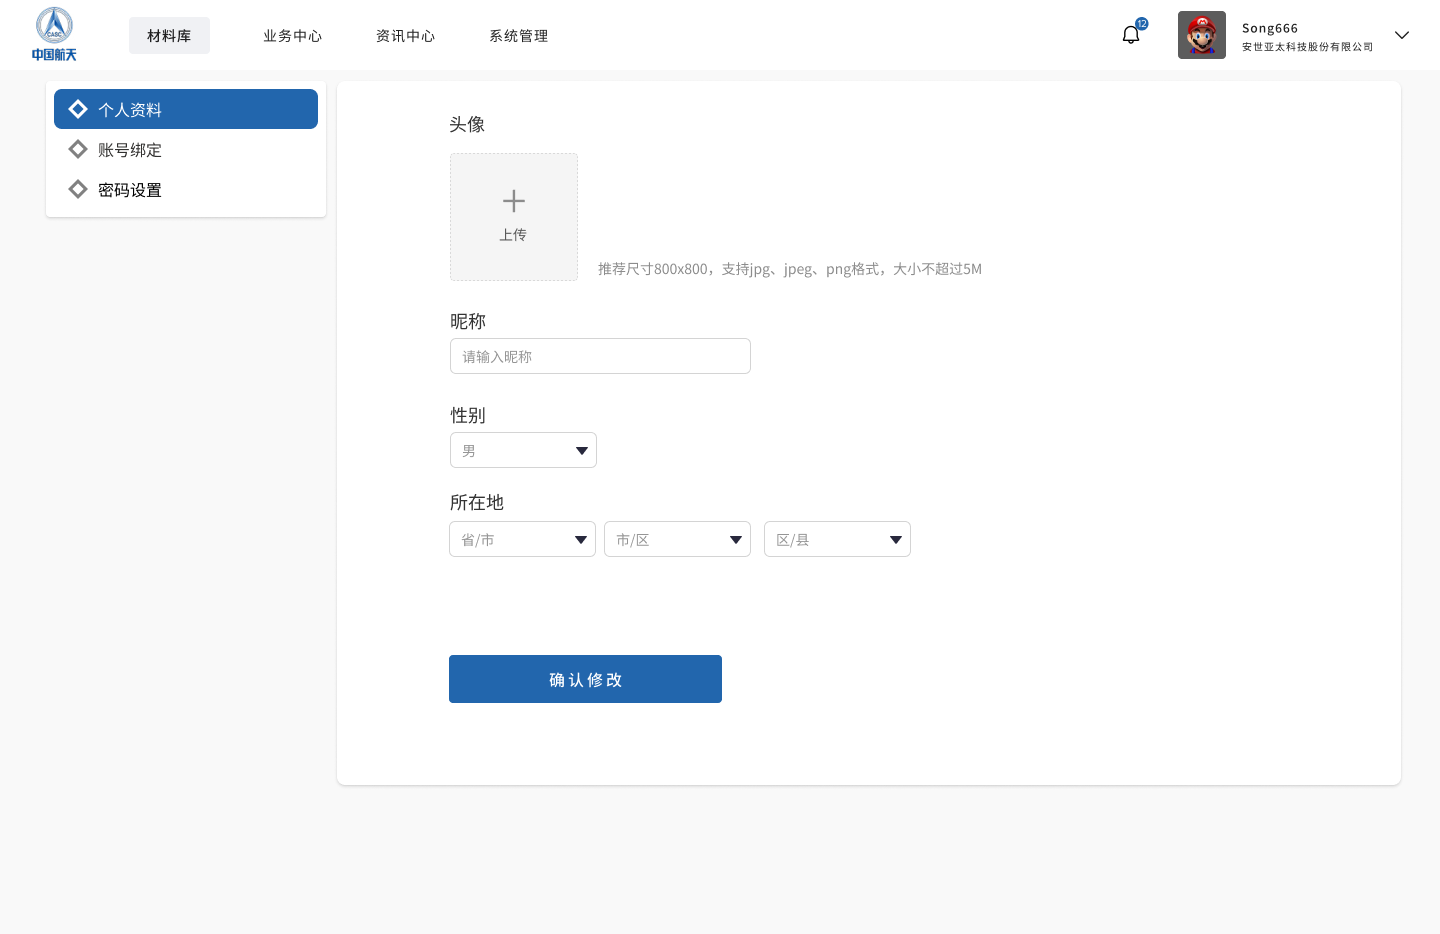 CASC
中国航天
材料库
业务中心
资讯中心
系统管理
12
Song666
安世亚太科技股份有限公司
个人资料
账号绑定
密码设置
头像
上传
推荐尺寸800x800，支持jpg、jpeg、png格式，大小不超过5M
昵称
请输入昵称
性别
男
所在地
省/市
市/区
区/县
确认修改